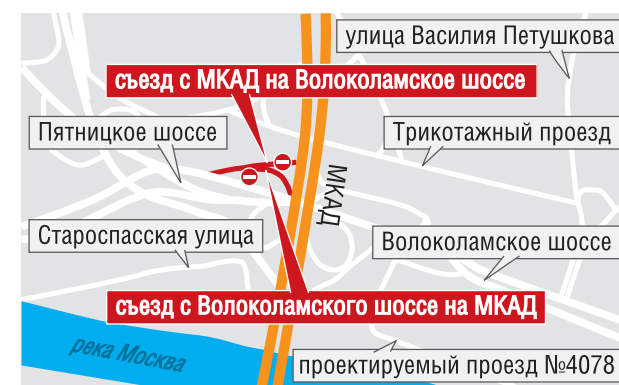 улица Василия Петушкова
съезд с МКАД на Волоколамское шоссе
Пятницкое шоссе
Трикотажный проезд
МКАД
Староспасская улица
Волоколамское шоссе
съезд с Волоколамского шоссе на МКАД
река Москва
проектируемый проезд №4078